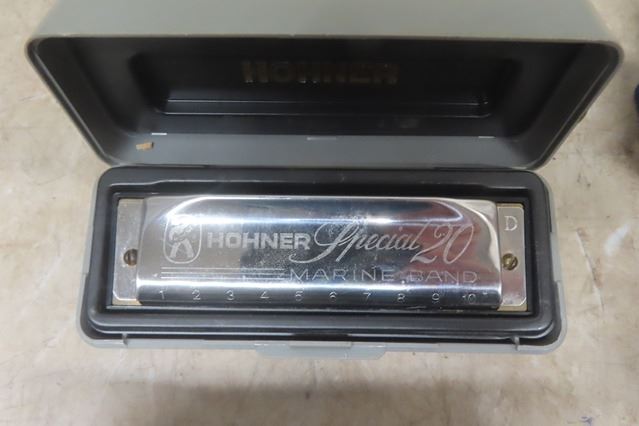 HOHNER
HOHNER Special 20 D
MARINE BAND
1 2 3 4 5 6 7 8 9 10